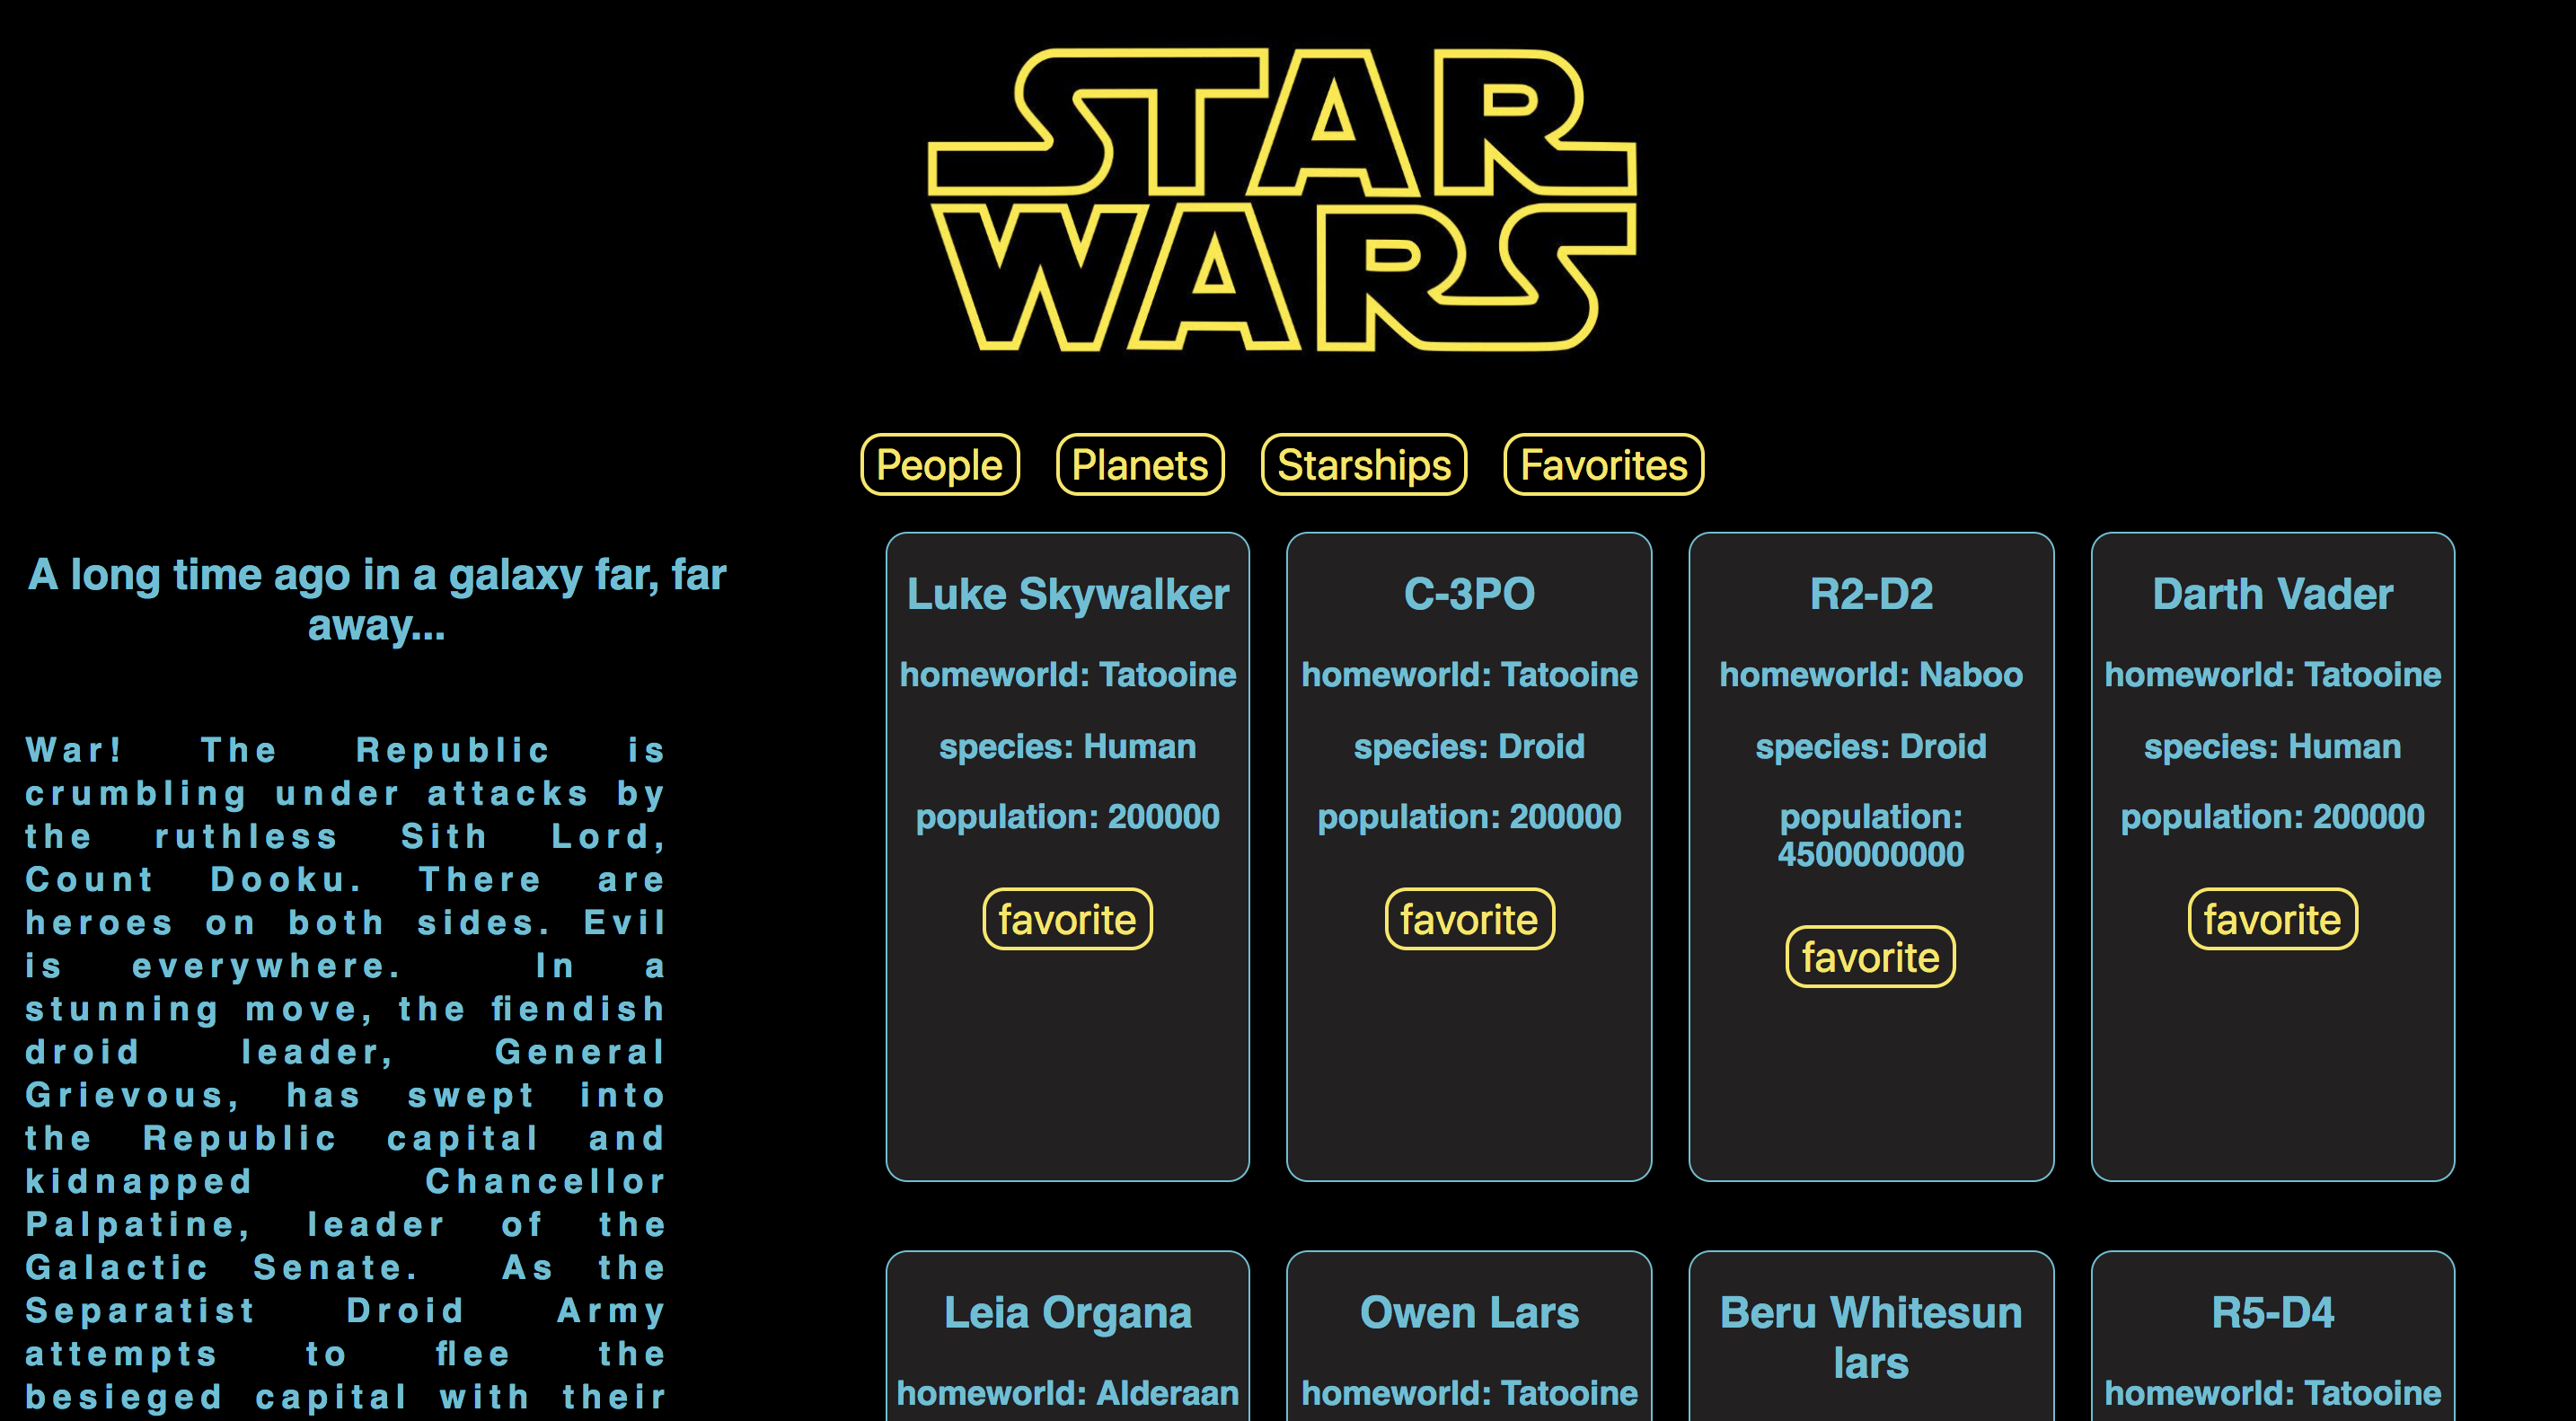 STAR
WARS
People
Planets
Starships
Favorites
A long time ago in a galaxy far, far
away...
War! The Republic is
crumbling under attacks by
the ruthless Sith Lord,
Count Dooku. There are
heroes on both sides. Evil
is everywhere. In a
stunning move, the fiendish
droid leader, General
Grievous, has swept into
the Republic capital and
kidnapped Chancellor
Palpatine, leader of the
Galactic Senate. As the
Separatist Droid Army
attempts to flee the
besieged capital with their
Luke Skywalker
homeworld: Tatooine
species: Human
population: 200000
favorite
C-3PO
homeworld: Tatooine
species: Droid
population: 200000
favorite
R2-D2
homeworld: Naboo
species: Droid
population:
4500000000
favorite
Darth Vader
homeworld: Tatooine
species: Human
population: 200000
favorite
Leia Organa
homeworld: Alderaan
Owen Lars
homeworld: Tatooine
Beru Whitesun
lars
R5-D4
homeworld: Tatooine